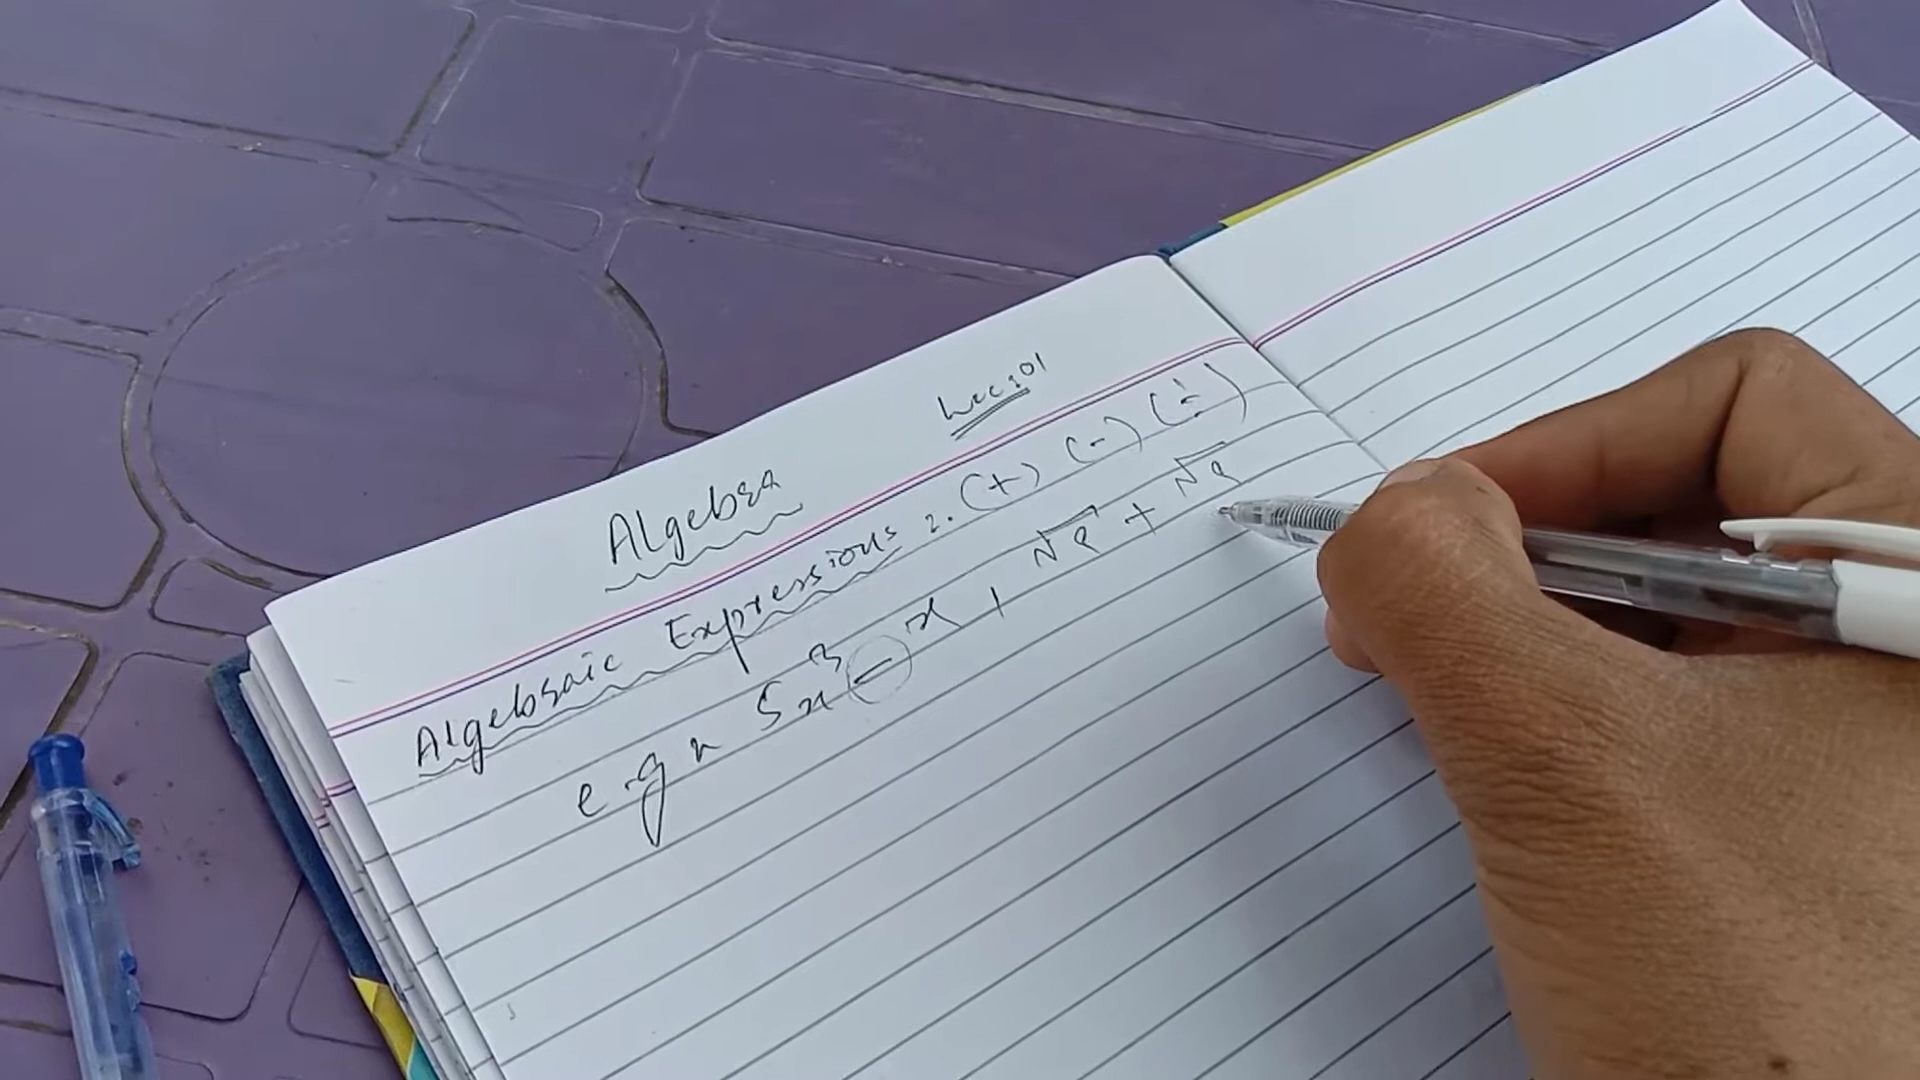 Lec:01
Algebra
Algebraic Expressions :. (+) (-) (÷)
e.g : 5x³ - x , √e + √e